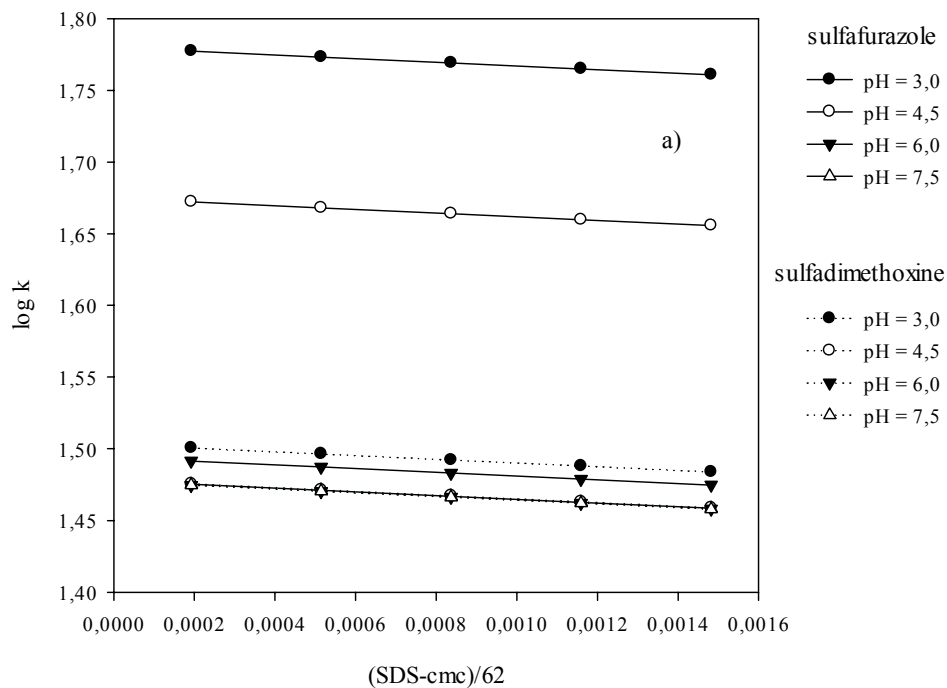 1,80
1,75
1,70
1,65
1,60
1,55
1,50
1,45
1,40
log k
a)
0,0000 0,0002 0,0004 0,0006 0,0008 0,0010 0,0012 0,0014 0,0016
(SDS-cmc)/62
sulfafurazole
pH = 3,0
pH = 4,5
pH = 6,0
pH = 7,5
sulfadimethoxine
pH = 3,0
pH = 4,5
pH = 6,0
pH = 7,5